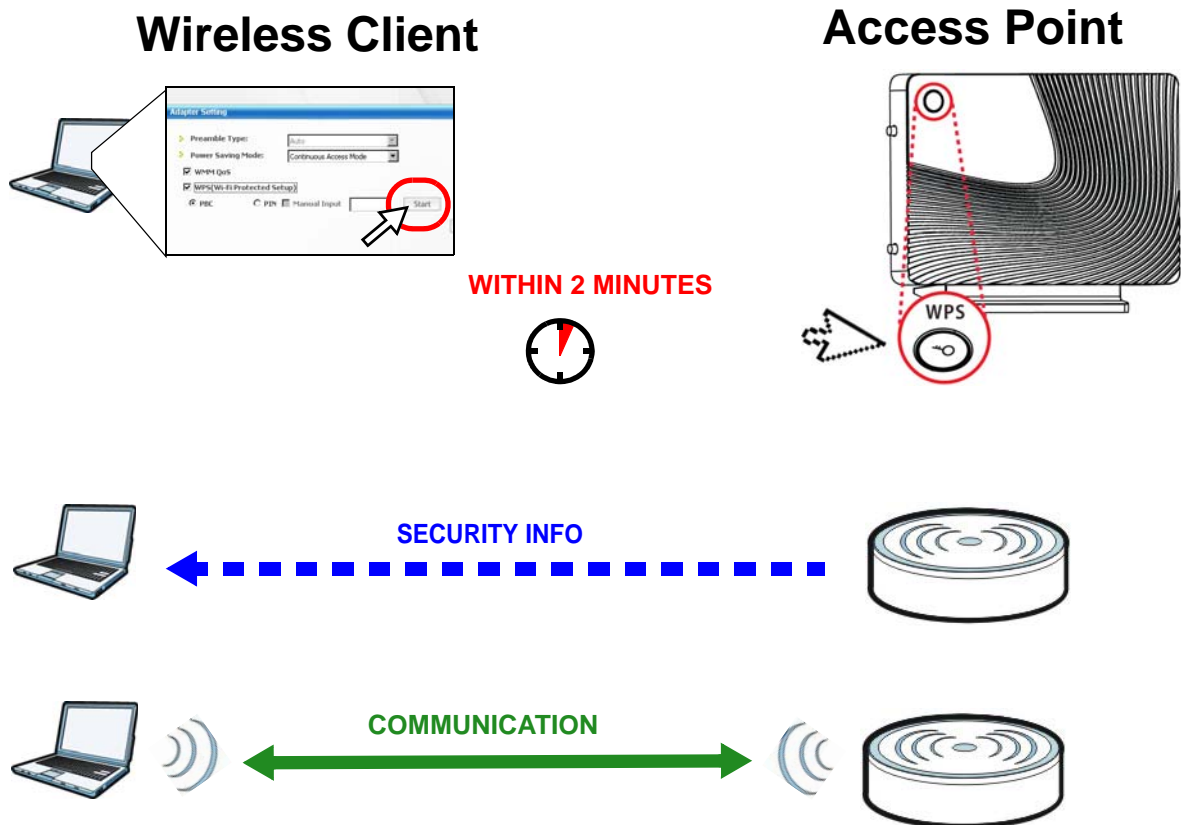 Wireless Client
Access Point
Adapter Setting
Preamble Type:
Auto
Power Saving Mode:
Continuous Access Mode
WMM QoS
WPS(Wi-Fi Protected Setup)
PBC
PIN
Manual Input
Start
WITHIN 2 MINUTES
WPS
SECURITY INFO
COMMUNICATION